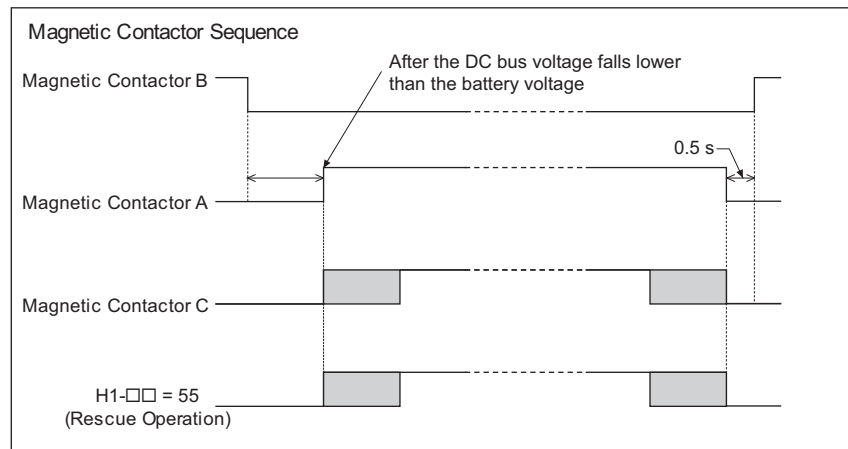 Magnetic Contactor Sequence
After the DC bus voltage falls lower
than the battery voltage
Magnetic Contactor B
0.5 s
Magnetic Contactor A
Magnetic Contactor C
H1-□□ = 55
(Rescue Operation)